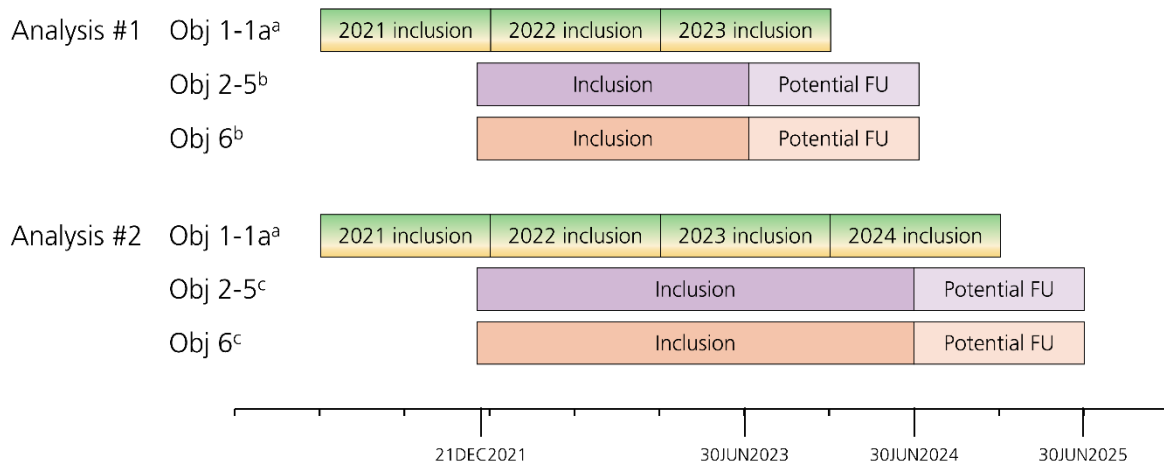 Analysis #1 Obj 1-1aᵃ 2021 inclusion 2022 inclusion 2023 inclusion
Obj 2-5ᵇ Inclusion Potential FU
Obj 6ᵇ Inclusion Potential FU
Analysis #2 Obj 1-1aᵃ 2021 inclusion 2022 inclusion 2023 inclusion 2024 inclusion
Obj 2-5ᶜ Inclusion Potential FU
Obj 6ᶜ Inclusion Potential FU
21DEC2021 30JUN2023 30JUN2024 30JUN2025